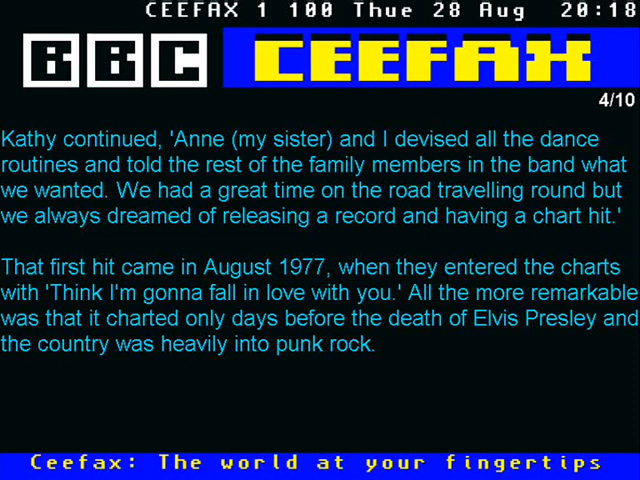 CEEFAX 1 100 Thue 28 Aug 20:18
BBC CEEFAX
4/10
Kathy continued, 'Anne (my sister) and I devised all the dance
routines and told the rest of the family members in the band what
we wanted. We had a great time on the road travelling round but
we always dreamed of releasing a record and having a chart hit.'
That first hit came in August 1977, when they entered the charts
with 'Think I'm gonna fall in love with you.' All the more remarkable
was that it charted only days before the death of Elvis Presley and
the country was heavily into punk rock.
Ceefax: The world at your fingertips